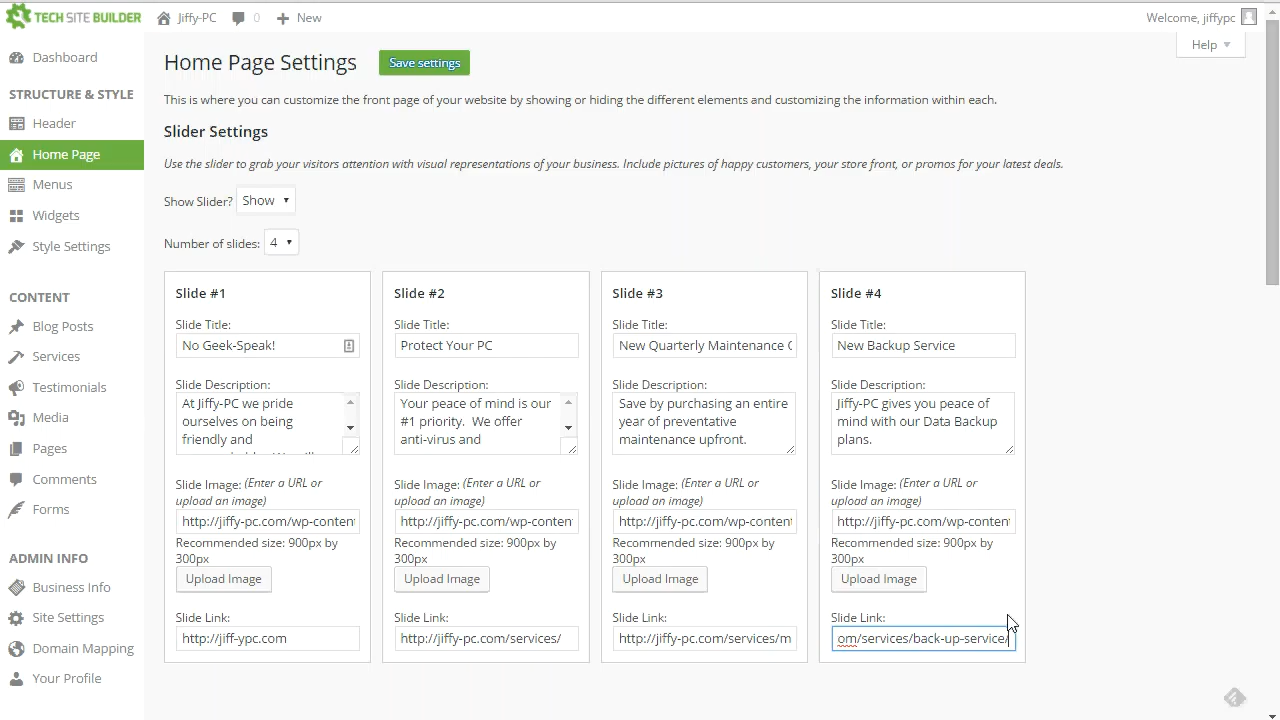 TECH SITE BUILDER Jiffy-PC 0 New Welcome, jiffypc
Help
Dashboard
STRUCTURE & STYLE
Header
Home Page
Menus
Widgets
Style Settings
CONTENT
Blog Posts
Services
Testimonials
Media
Pages
Comments
Forms
ADMIN INFO
Business Info
Site Settings
Domain Mapping
Your Profile
Home Page Settings Save settings
This is where you can customize the front page of your website by showing or hiding the different elements and customizing the information within each.
Slider Settings
Use the slider to grab your visitors attention with visual representations of your business. Include pictures of happy customers, your store front, or promos for your latest deals.
Show Slider? Show
Number of slides: 4
Slide #1
Slide Title:
No Geek-Speak!
Slide Description:
At Jiffy-PC we pride
ourselves on being
friendly and
Slide Image: (Enter a URL or
upload an image)
http://jiffy-pc.com/wp-conten
Recommended size: 900px by
300px
Upload Image
Slide Link:
http://jiff-ypc.com
Slide #2
Slide Title:
Protect Your PC
Slide Description:
Your peace of mind is our
#1 priority. We offer
anti-virus and
Slide Image: (Enter a URL or
upload an image)
http://jiffy-pc.com/wp-conten
Recommended size: 900px by
300px
Upload Image
Slide Link:
http://jiffy-pc.com/services/
Slide #3
Slide Title:
New Quarterly Maintenance
Slide Description:
Save by purchasing an entire
year of preventative
maintenance upfront.
Slide Image: (Enter a URL or
upload an image)
http://jiffy-pc.com/wp-conten
Recommended size: 900px by
300px
Upload Image
Slide Link:
http://jiffy-pc.com/services/m
Slide #4
Slide Title:
New Backup Service
Slide Description:
Jiffy-PC gives you peace of
mind with our Data Backup
plans.
Slide Image: (Enter a URL or
upload an image)
http://jiffy-pc.com/wp-conten
Recommended size: 900px by
300px
Upload Image
Slide Link:
om/services/back-up-service/